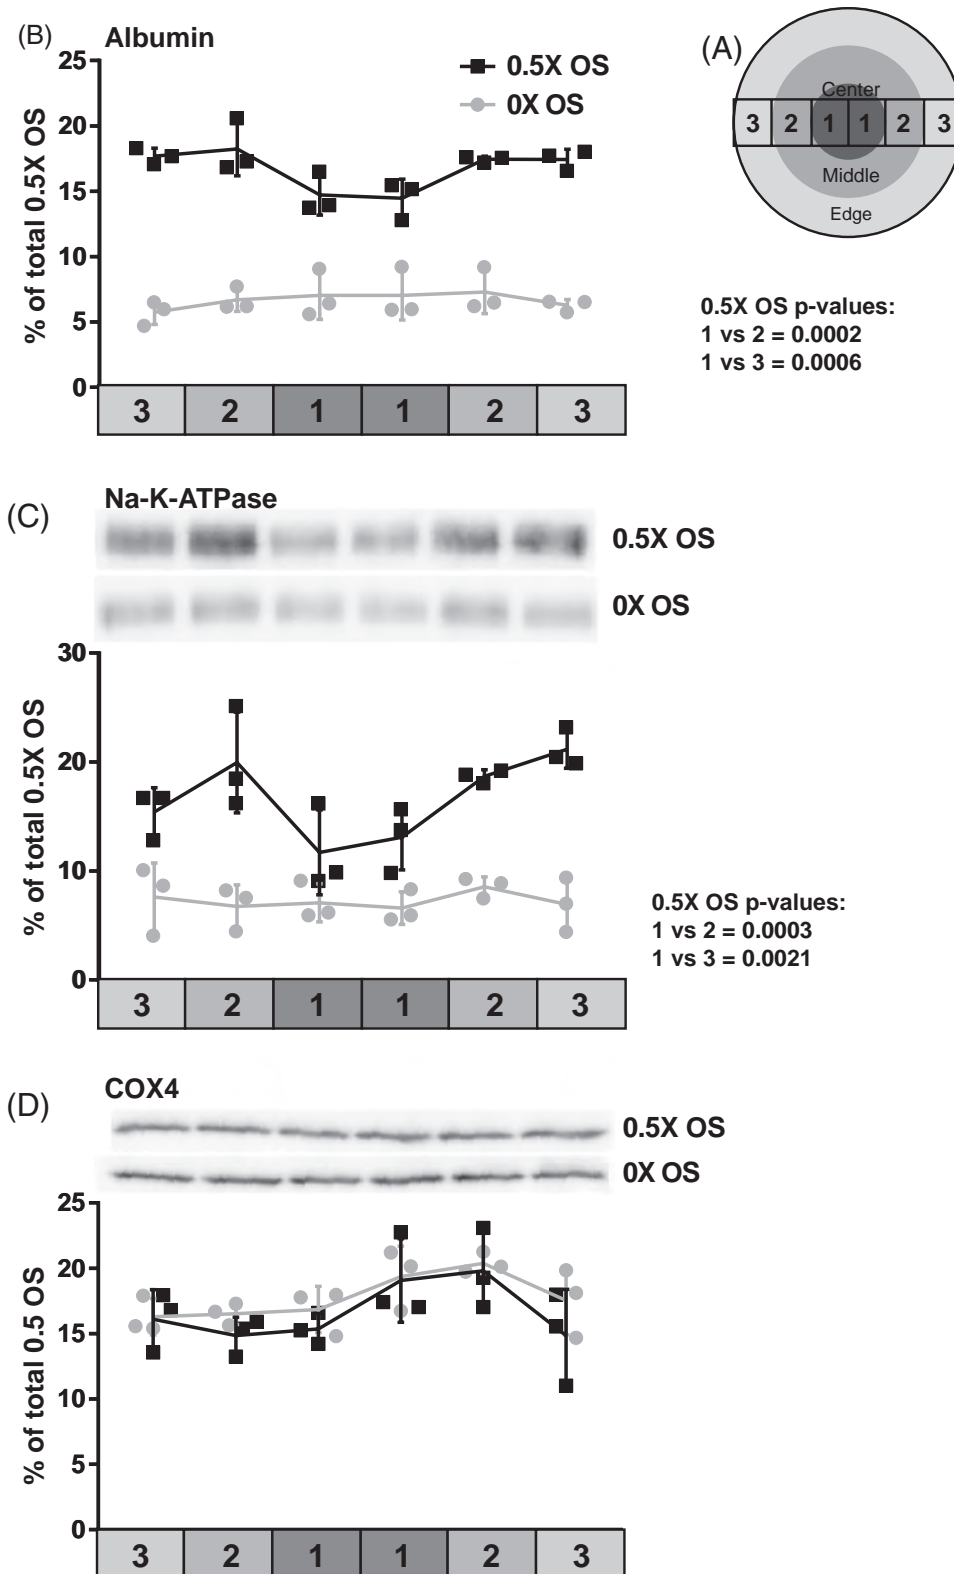 (B) Albumin
25
20
15
10
5
0
% of total 0.5X OS
0.5X OS
0X OS
3 2 1 1 2 3
(A)
Center
3 2 1 1 2 3
Middle
Edge
0.5X OS p-values:
1 vs 2 = 0.0002
1 vs 3 = 0.0006
(C) Na-K-ATPase
0.5X OS
0X OS
30
20
10
0
% of total 0.5X OS
3 2 1 1 2 3
0.5X OS p-values:
1 vs 2 = 0.0003
1 vs 3 = 0.0021
(D) COX4
0.5X OS
0X OS
25
20
15
10
5
0
% of total 0.5 OS
3 2 1 1 2 3